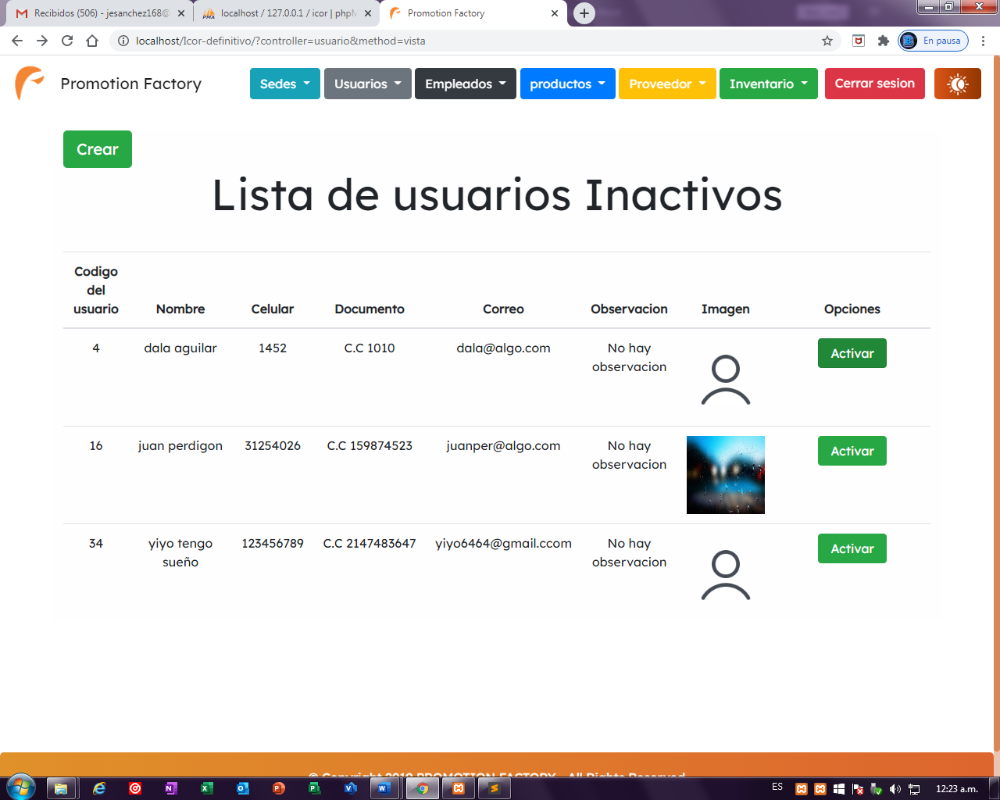 Recibidos (506) - jesanchez168@
localhost / 127.0.0.1 / icor | phpM
Promotion Factory
localhost/Icor-definitivo/?controller=usuario&method=vista
En pausa
Promotion Factory
Sedes
Usuarios
Empleados
productos
Proveedor
Inventario
Cerrar sesion
Crear
Lista de usuarios Inactivos
Codigo del usuario Nombre Celular Documento Correo Observacion Imagen Opciones
4 dala aguilar 1452 C.C 1010 dala@algo.com No hay observacion Activar
16 juan perdigon 31254026 C.C 159874523 juanper@algo.com No hay observacion Activar
34 yiyo tengo sueño 123456789 C.C 2147483647 yiyo6464@gmail.ccom No hay observacion Activar
© Copyright 2019 PROMOTION FACTORY - All Rights Reserved
ES
12:23 a.m.